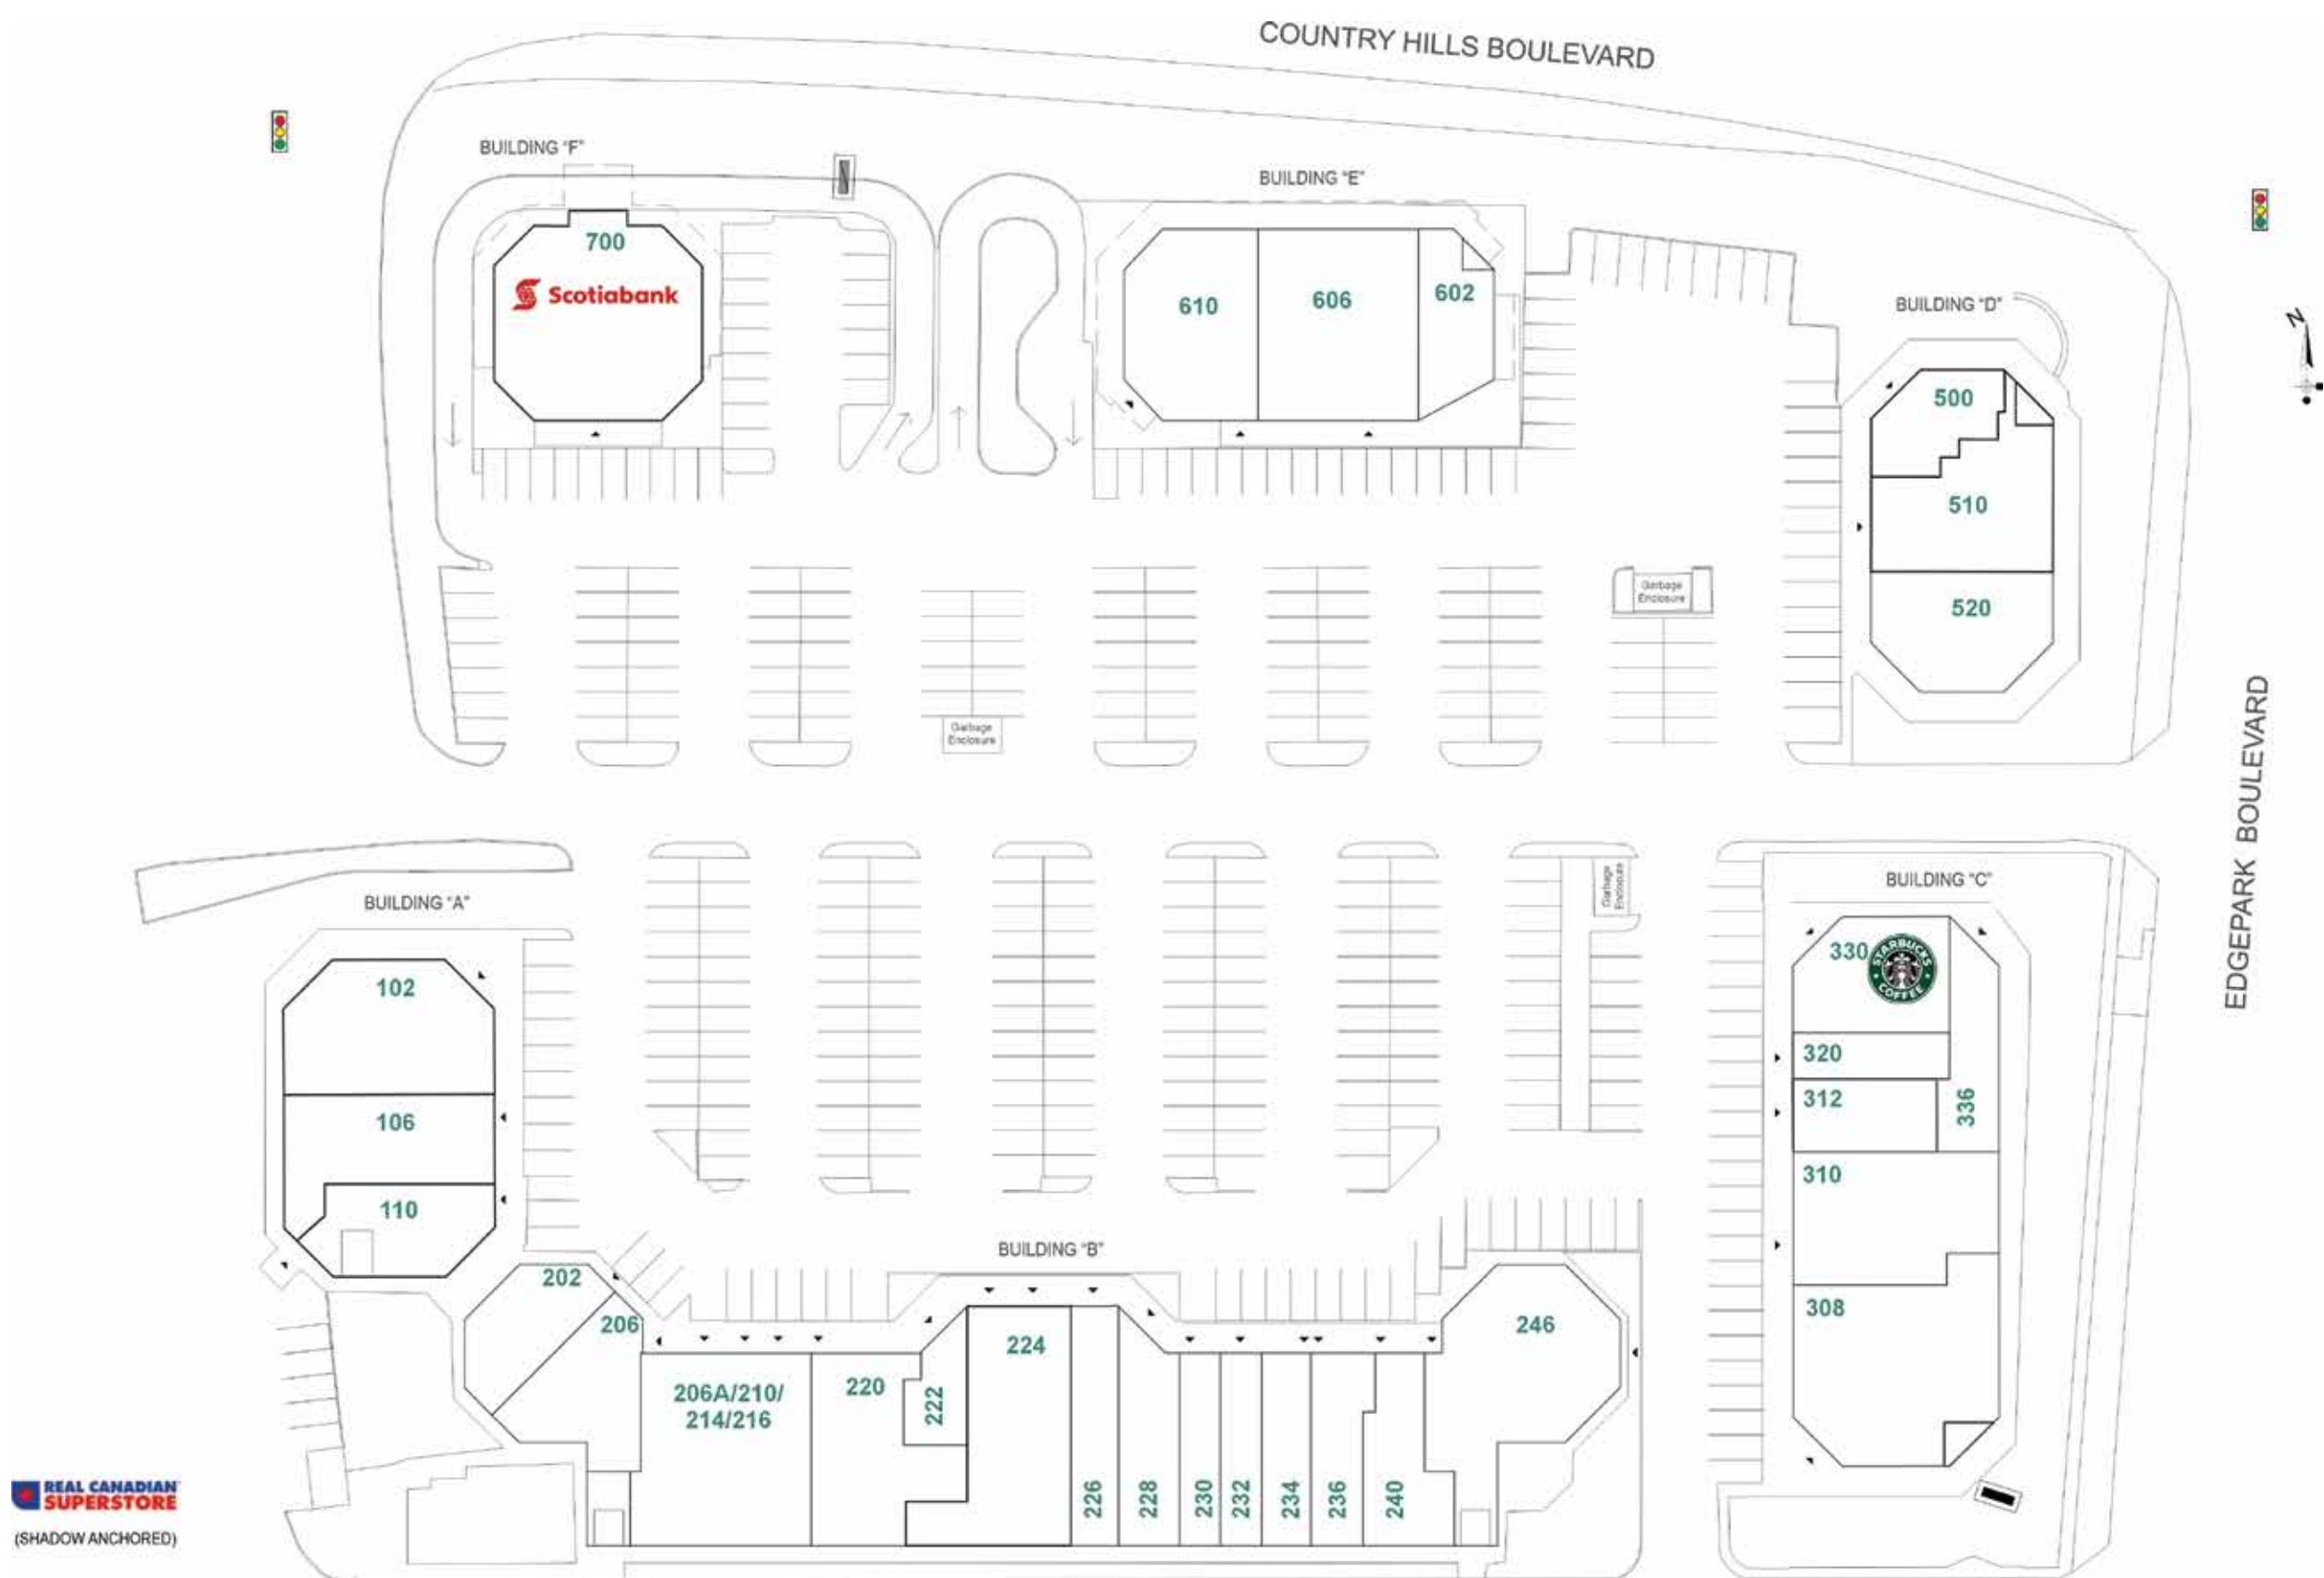 COUNTRY HILLS BOULEVARD
BUILDING "F"
BUILDING "E"
700
Scotiabank
610
606
602
BUILDING "D"
N
500
510
520
Garbage
Enclosure
Garbage
Enclosure
EDGEPARK BOULEVARD
BUILDING "A"
102
106
110
Garbage
Enclosure
BUILDING "C"
330
STARBUCKS
COFFEE
320
312
336
310
308
BUILDING "B"
202
206
206A/210/
214/216
220
222
224
226
228
230
232
234
236
240
246
REAL CANADIAN
SUPERSTORE
(SHADOW ANCHORED)